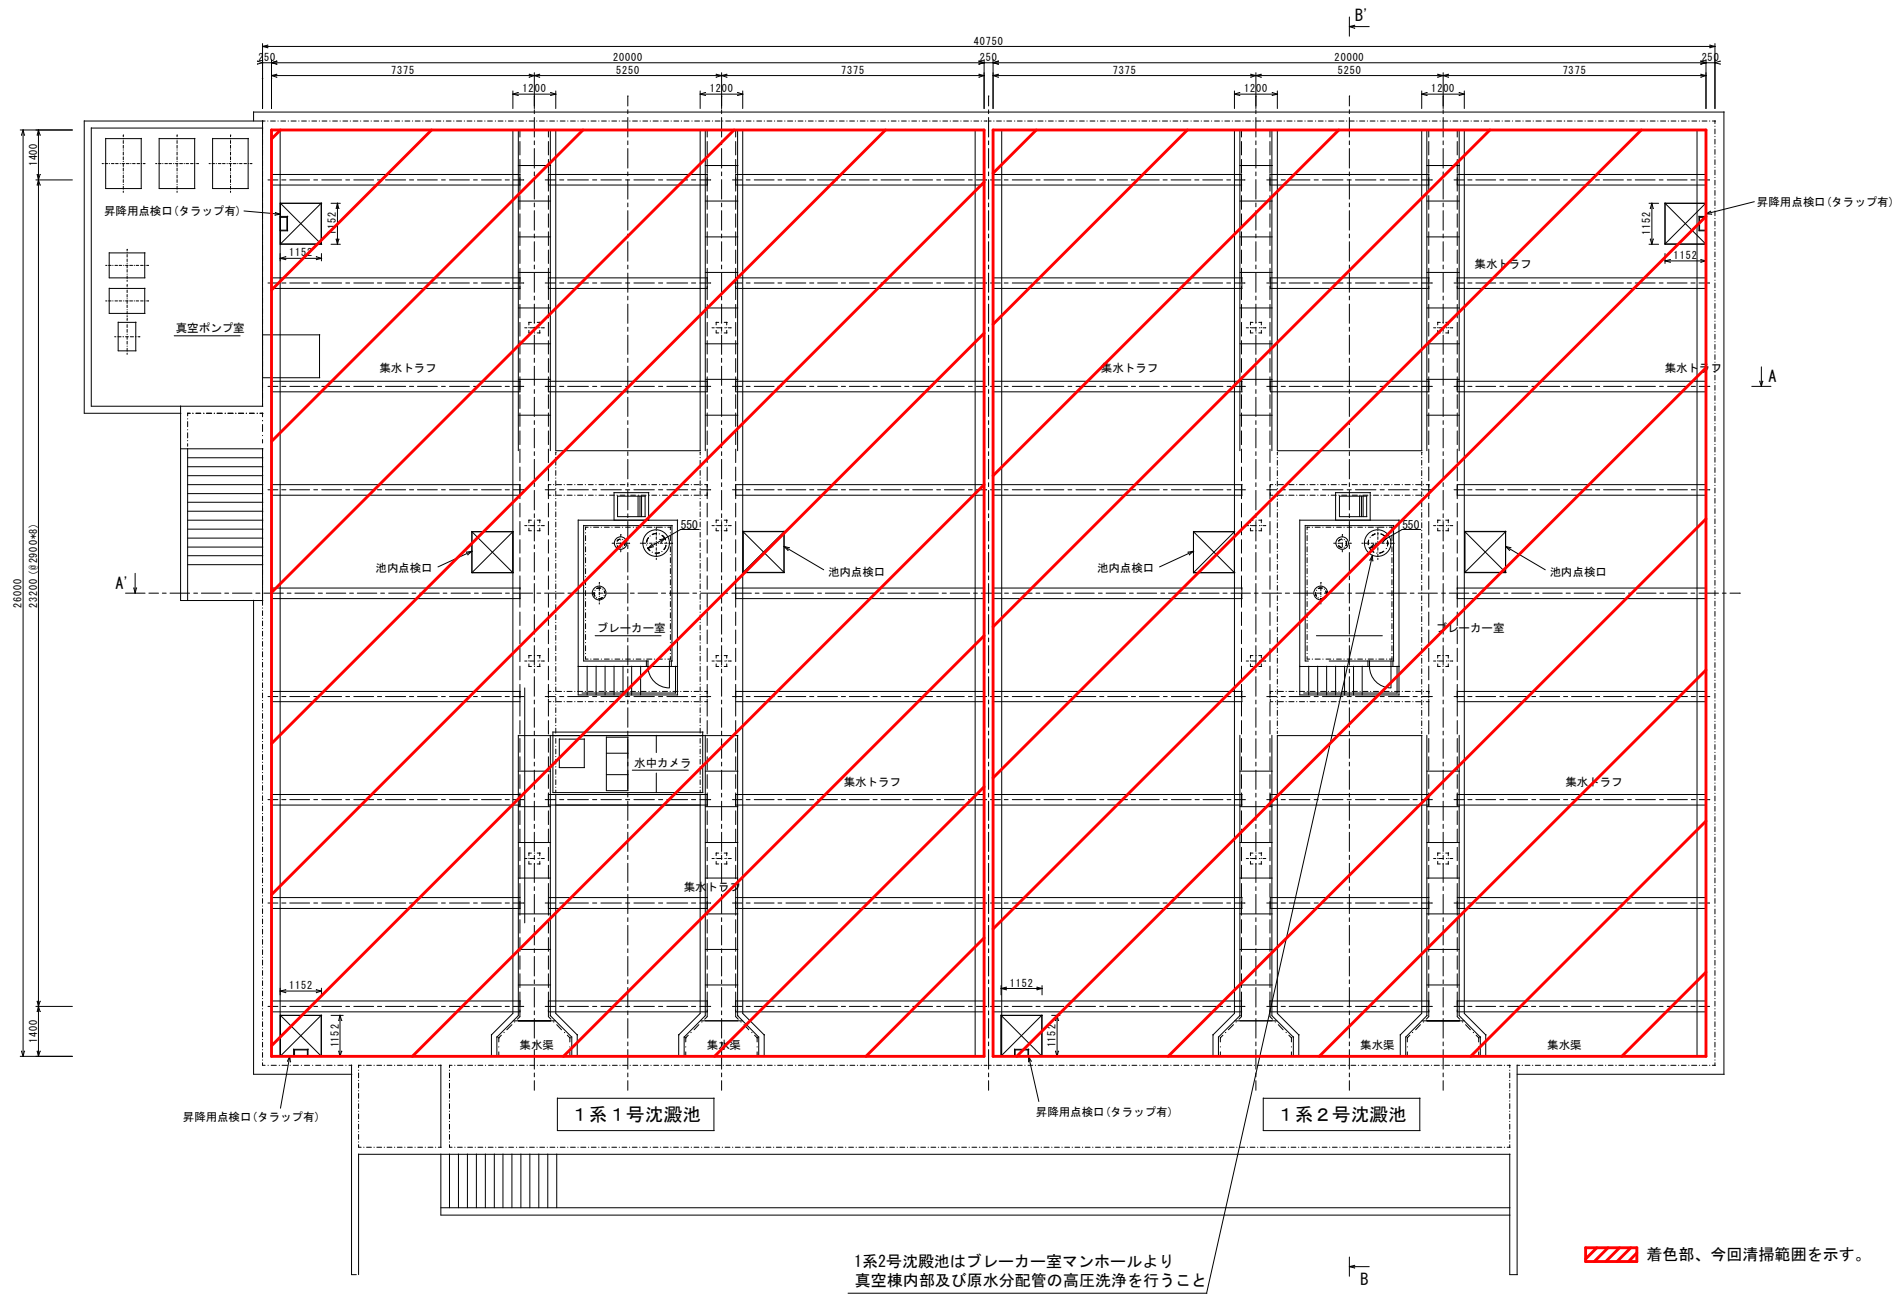 B'
40750
250
20000
250
20000
250
7375
5250
7375
7375
5250
7375
1200
1200
1200
1200
1400
昇降用点検口(タラップ有)
1152
1152
昇降用点検口(タラップ有)
1152
1152
集水トラフ
真空ポンプ室
集水トラフ
集水トラフ
集水トラフ
A
550
550
池内点検口
池内点検口
池内点検口
池内点検口
A'
26000
23200 (@2900*8)
ブレーカー室
ブレーカー室
水中カメラ
集水トラフ
集水トラフ
集水トラフ
1152
1152
1152
1152
1400
集水渠
集水渠
集水渠
集水渠
昇降用点検口(タラップ有)
1系1号沈澱池
昇降用点検口(タラップ有)
1系2号沈澱池
1系2号沈殿池はブレーカー室マンホールより
真空棟内部及び原水分配管の高圧洗浄を行うこと
B
着色部、今回清掃範囲を示す。